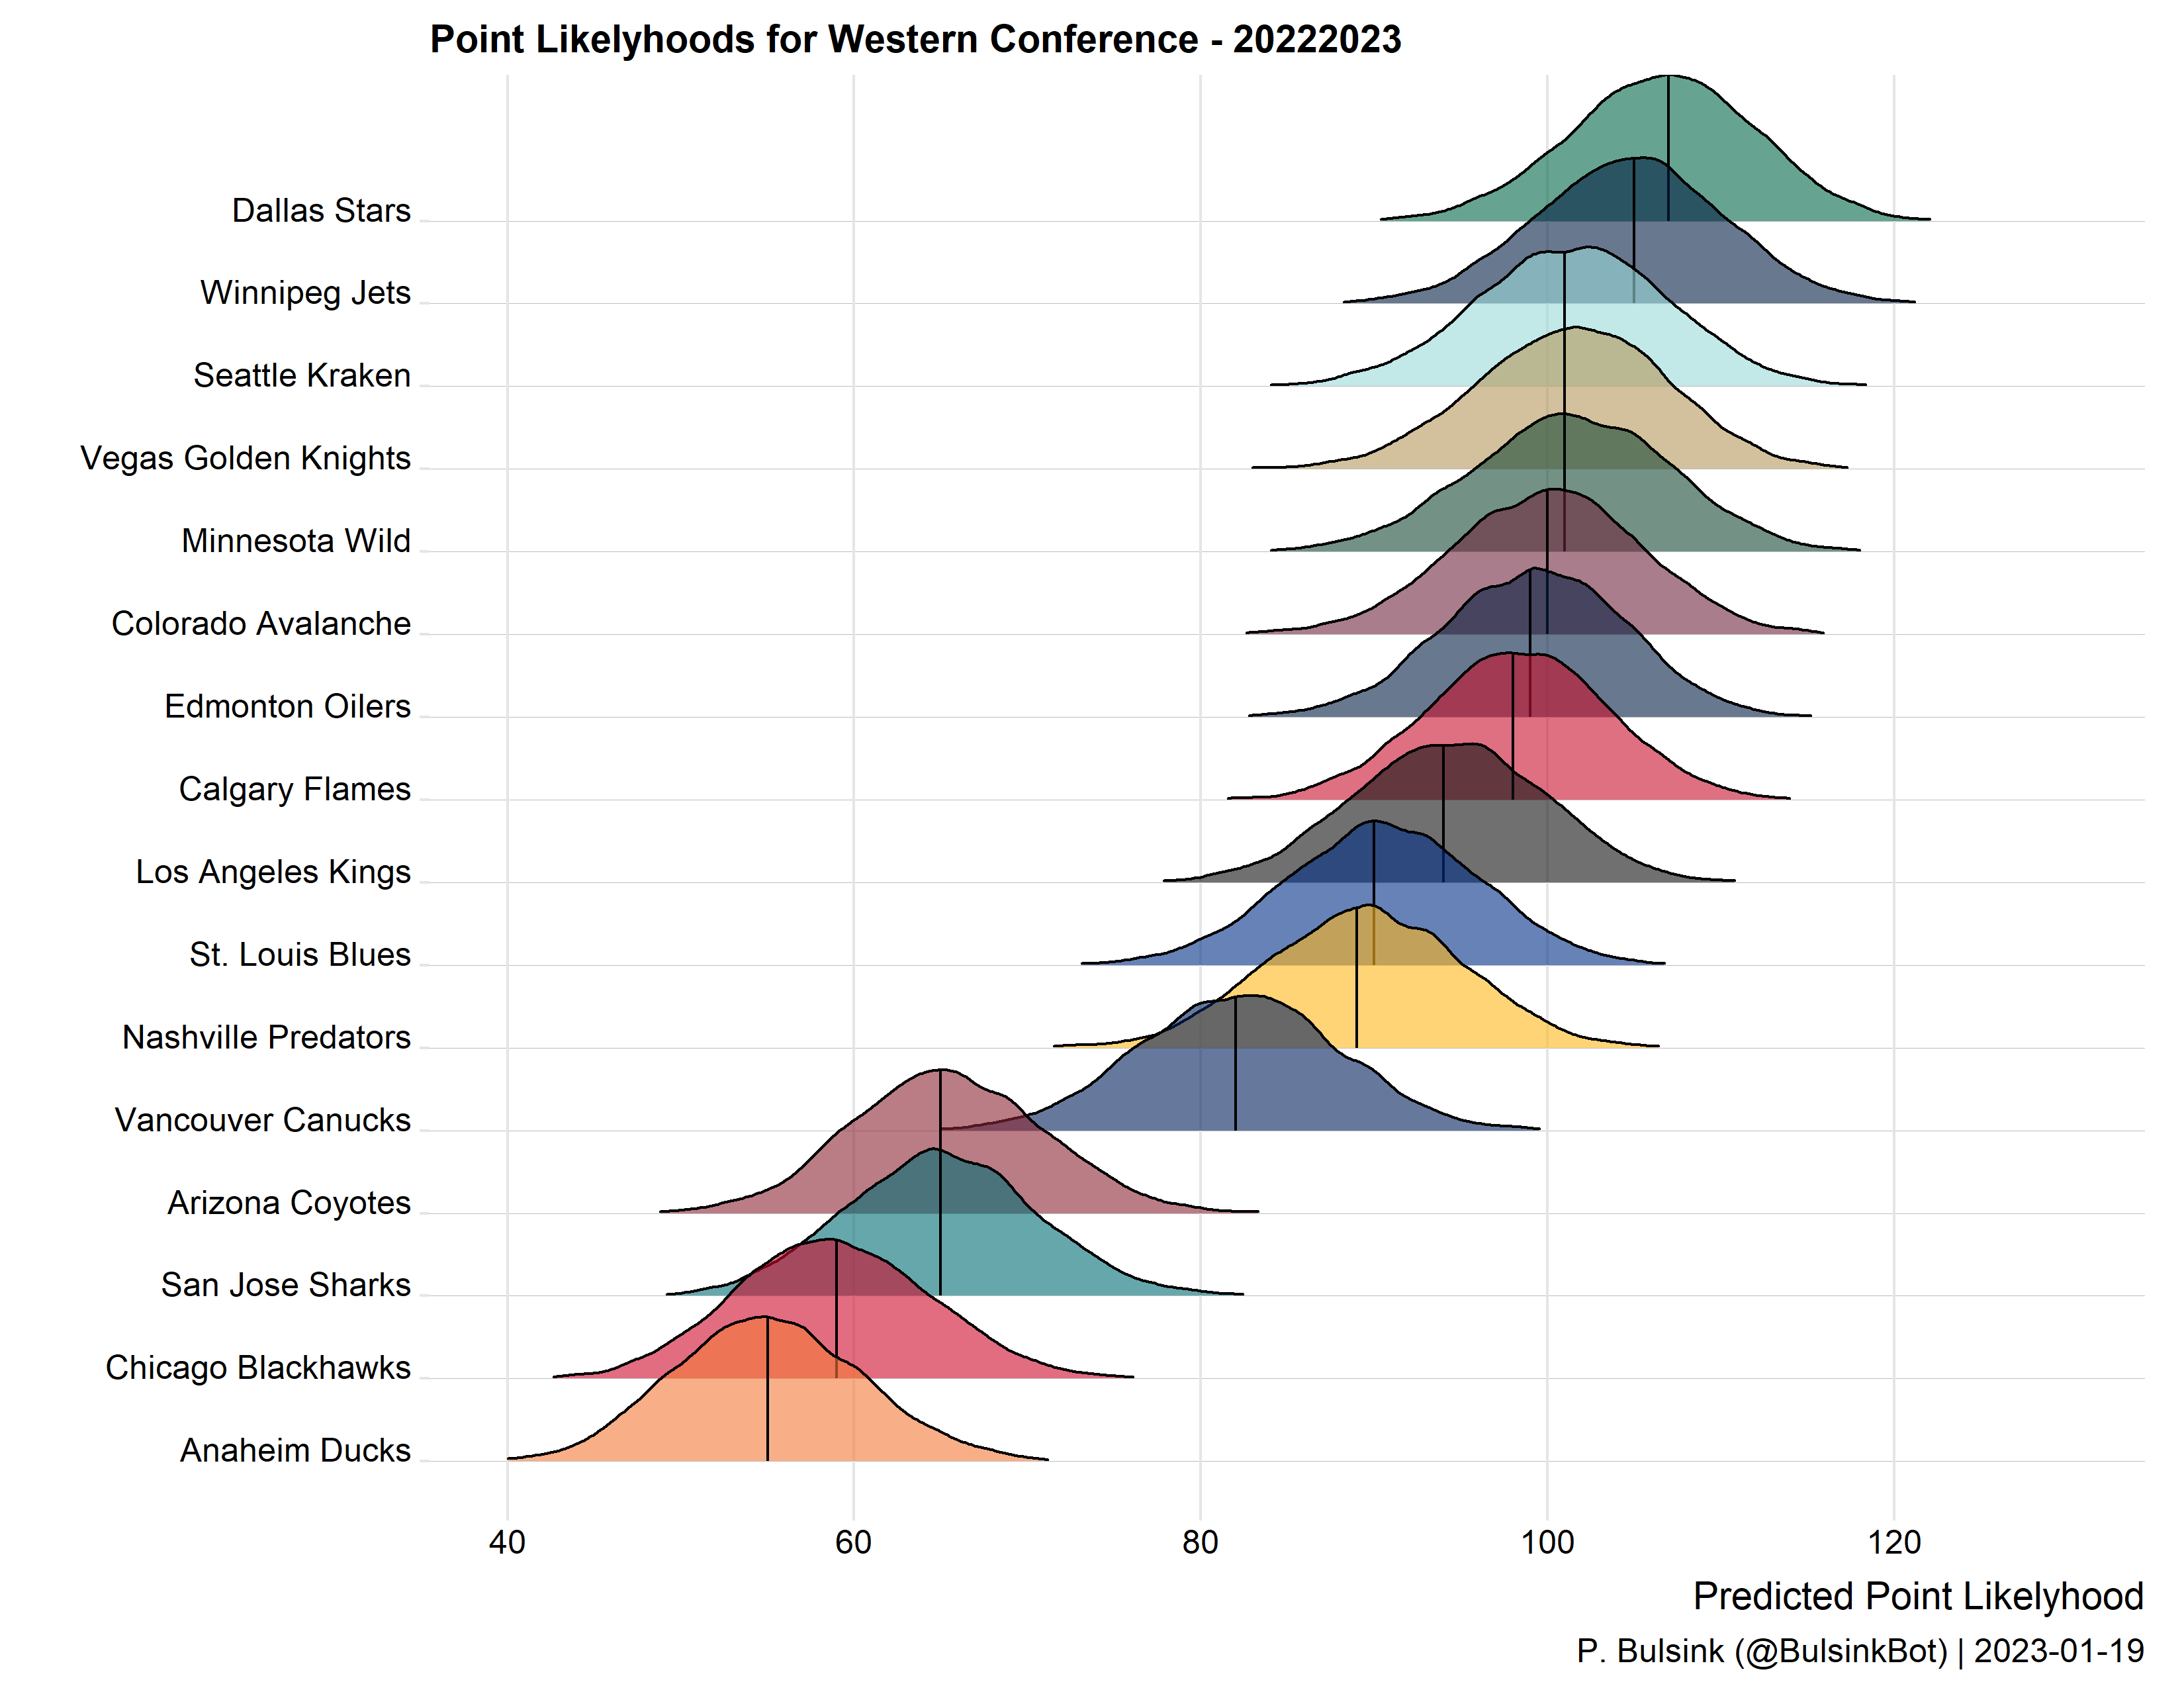 Point Likelyhoods for Western Conference - 20222023
Dallas Stars
Winnipeg Jets
Seattle Kraken
Vegas Golden Knights
Minnesota Wild
Colorado Avalanche
Edmonton Oilers
Calgary Flames
Los Angeles Kings
St. Louis Blues
Nashville Predators
Vancouver Canucks
Arizona Coyotes
San Jose Sharks
Chicago Blackhawks
Anaheim Ducks
40 60 80 100 120
Predicted Point Likelyhood
P. Bulsink (@BulsinkBot) | 2023-01-19